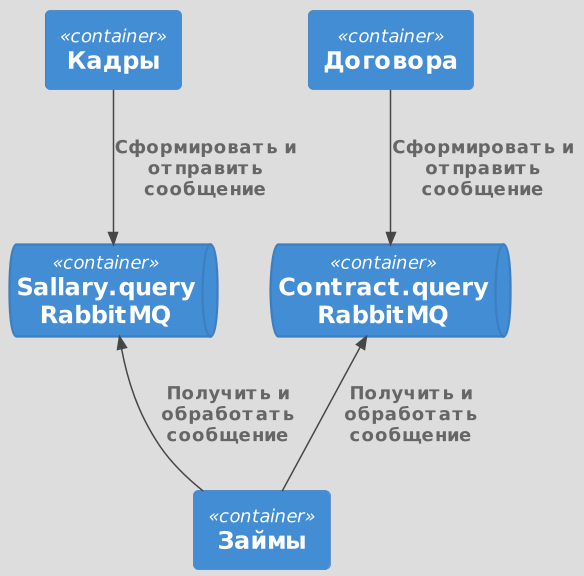 «container»
Кадры
«container»
Договора
Сформировать и
отправить
сообщение
Сформировать и
отправить
сообщение
«container»
Sallary.query
RabbitMQ
«container»
Contract.query
RabbitMQ
Получить и
обработать
сообщение
Получить и
обработать
сообщение
«container»
Займы